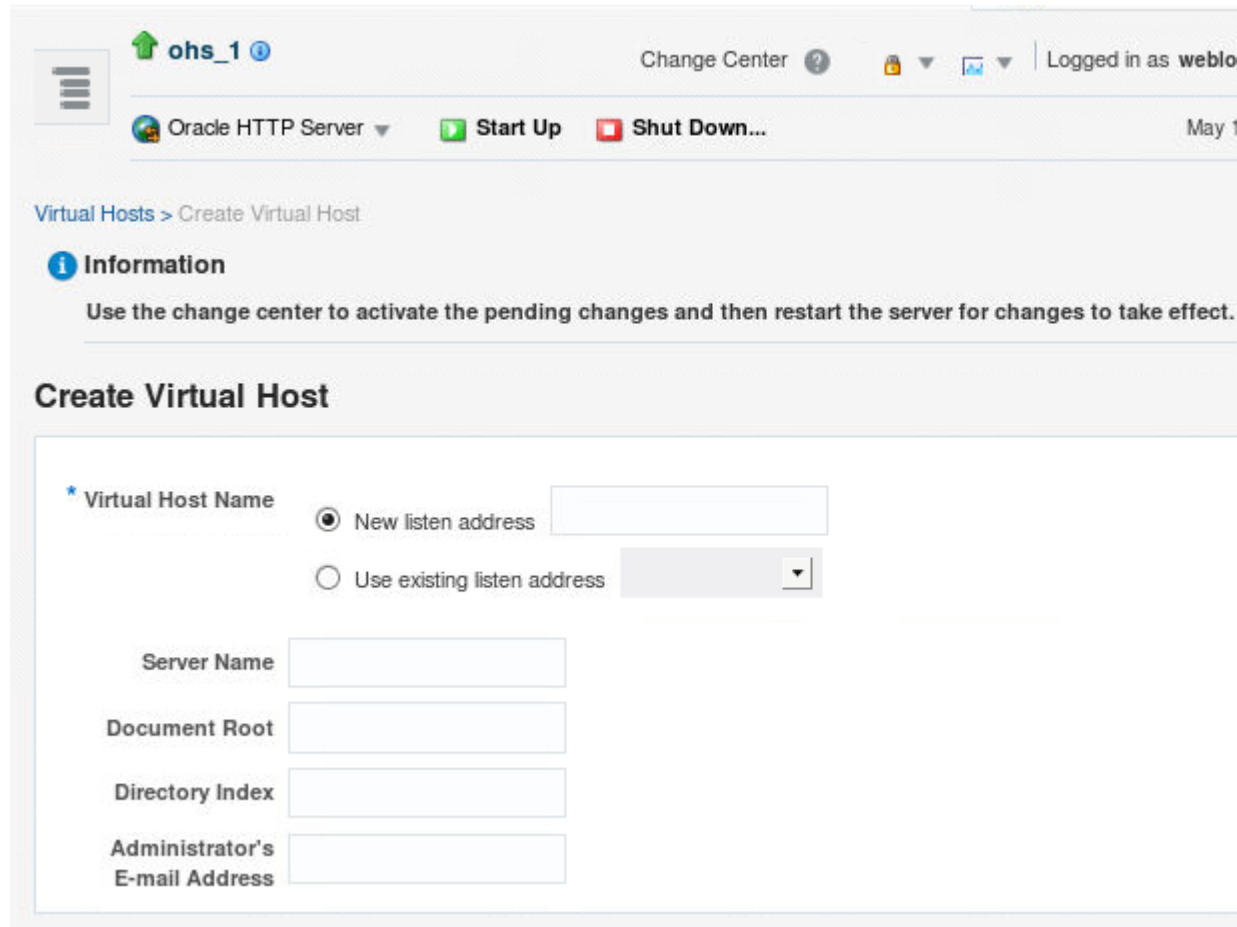 ohs_1
Change Center
Logged in as weblo
Oracle HTTP Server
Start Up
Shut Down...
May 1
Virtual Hosts > Create Virtual Host
Information
Use the change center to activate the pending changes and then restart the server for changes to take effect.
Create Virtual Host
* Virtual Host Name
New listen address
Use existing listen address
Server Name
Document Root
Directory Index
Administrator's
E-mail Address